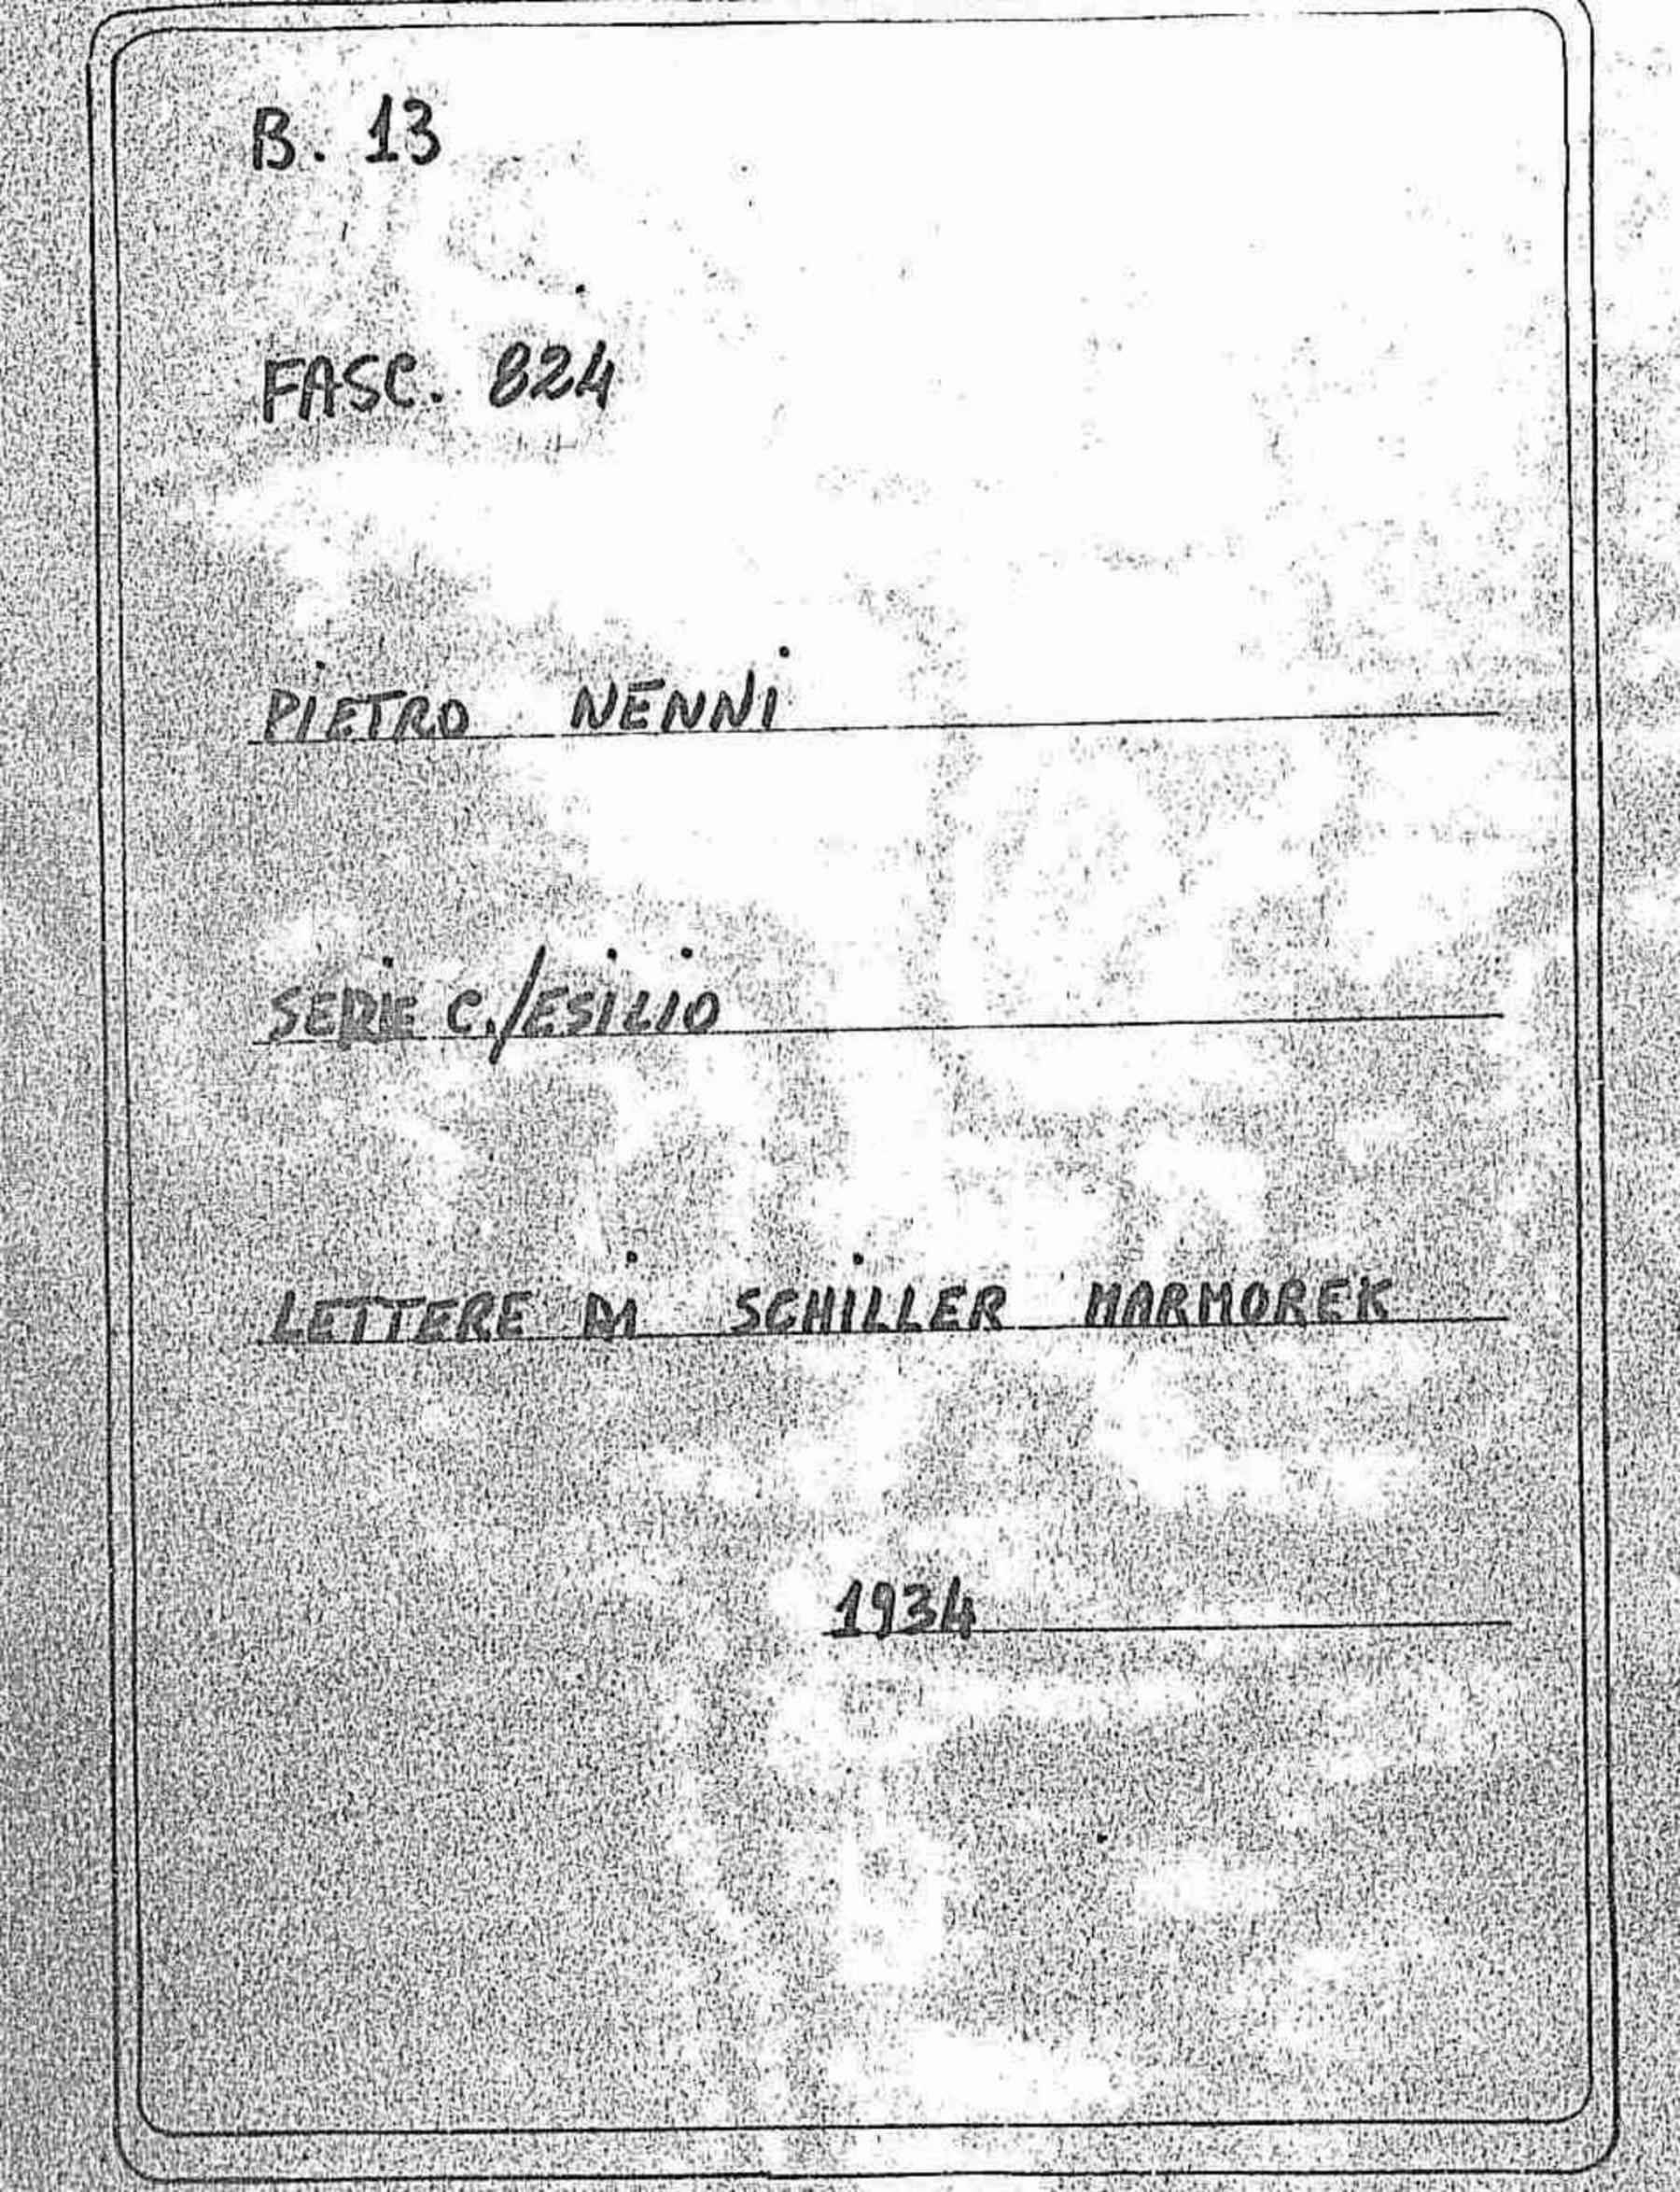 B. 13
FASC. 824
PIETRO NENNI
SERIE C./ESILIO
LETTERE DI SCHILLER MARMOREK
1934